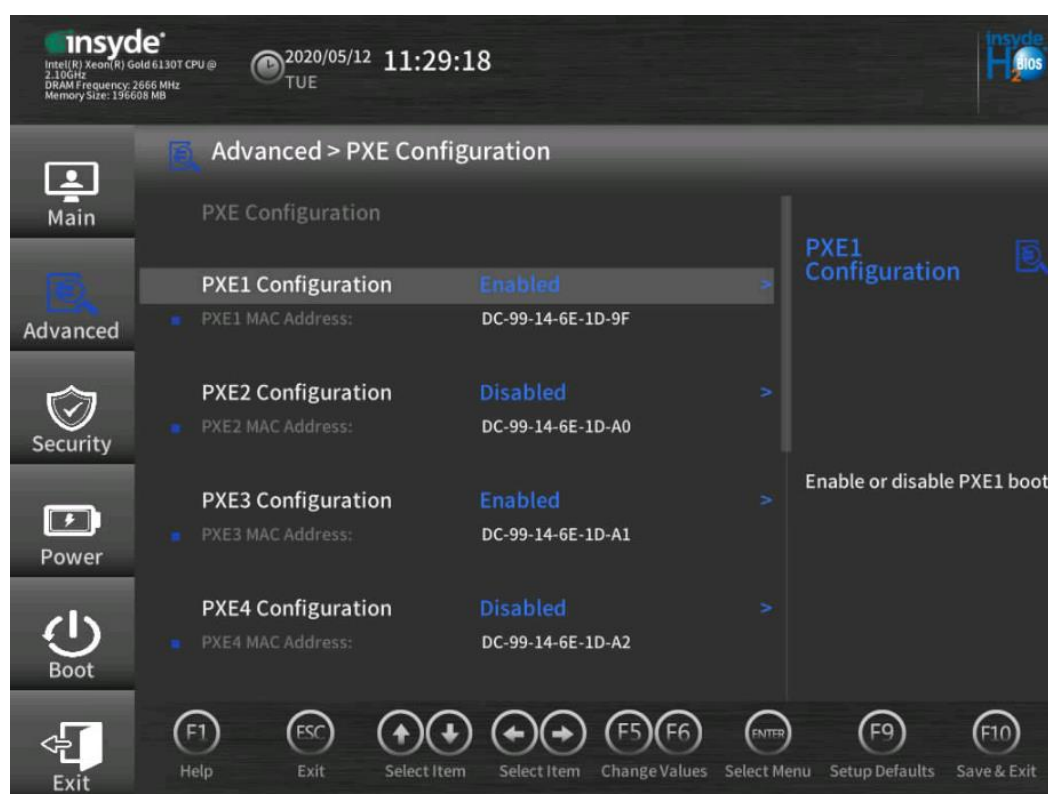 insyde
Intel(R) Xeon(R) Gold 6130T CPU @
2.10GHz
DRAM Frequency: 2666 MHz
Memory Size: 196608 MB
2020/05/12 11:29:18
TUE
insyde
H2O BIOS
Advanced > PXE Configuration
Main
Advanced
Security
Power
Boot
Exit
PXE Configuration
PXE1 Configuration Enabled >
PXE1 MAC Address: DC-99-14-6E-1D-9F
PXE2 Configuration Disabled >
PXE2 MAC Address: DC-99-14-6E-1D-A0
PXE3 Configuration Enabled >
PXE3 MAC Address: DC-99-14-6E-1D-A1
PXE4 Configuration Disabled >
PXE4 MAC Address: DC-99-14-6E-1D-A2
PXE1
Configuration
Enable or disable PXE1 boot
F1 ESC F5 F6 ENTER F9 F10
Help Exit Select Item Select Item Change Values Select Menu Setup Defaults Save & Exit